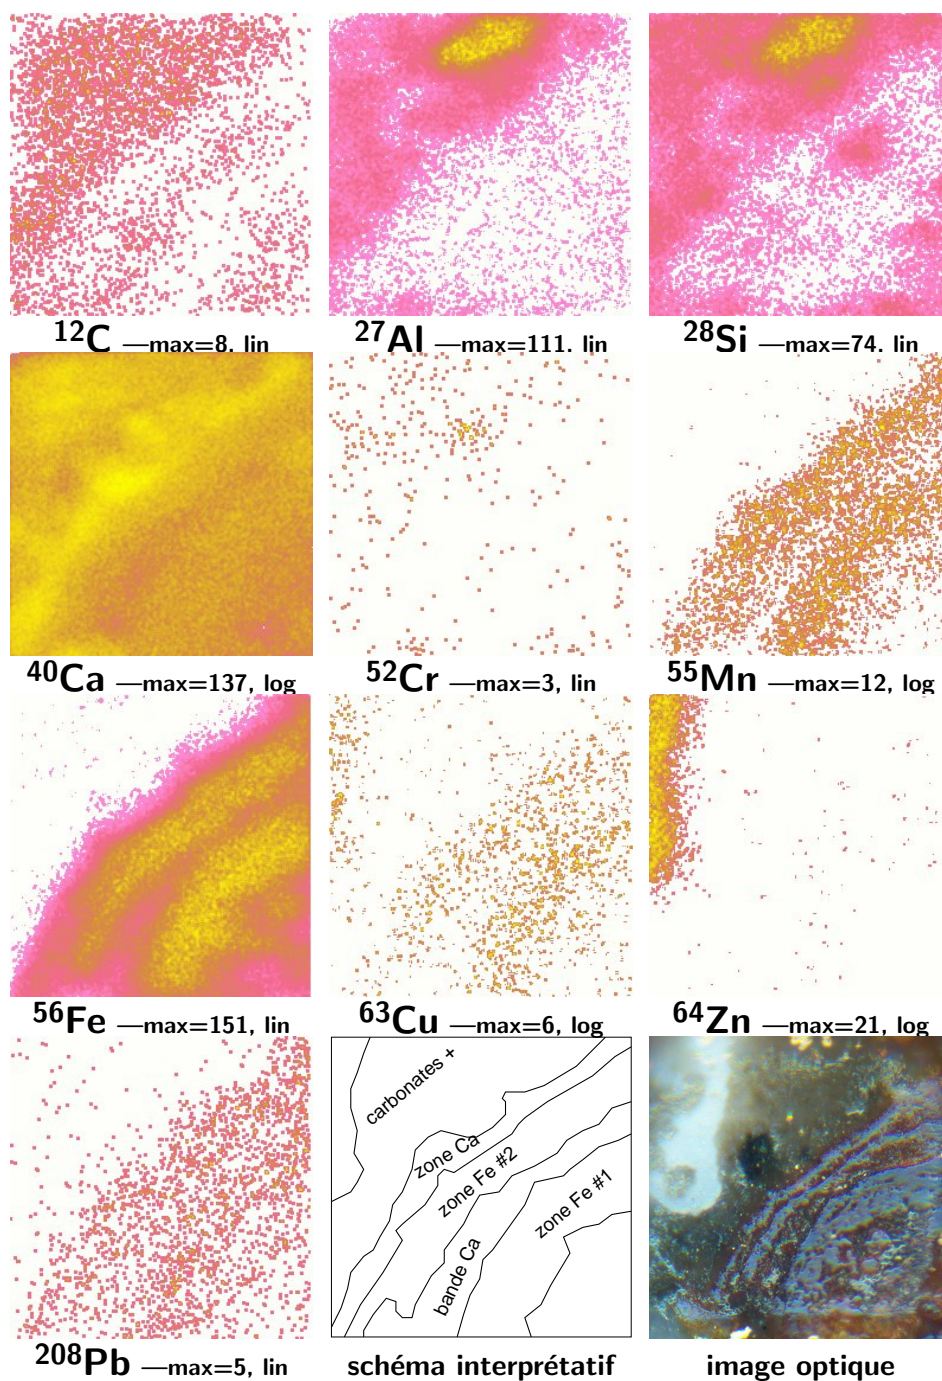 ¹²C —max=8. lin
²⁷Al —max=111. lin
²⁸Si —max=74. lin
⁴⁰Ca —max=137, log
⁵²Cr —max=3, lin
⁵⁵Mn —max=12, log
⁵⁶Fe —max=151, lin
⁶³Cu —max=6, log
⁶⁴Zn —max=21, log
carbonates +
zone Ca
zone Fe #2
zone Fe #1
bande Ca
²⁰⁸Pb —max=5, lin
schéma interprétatif
image optique